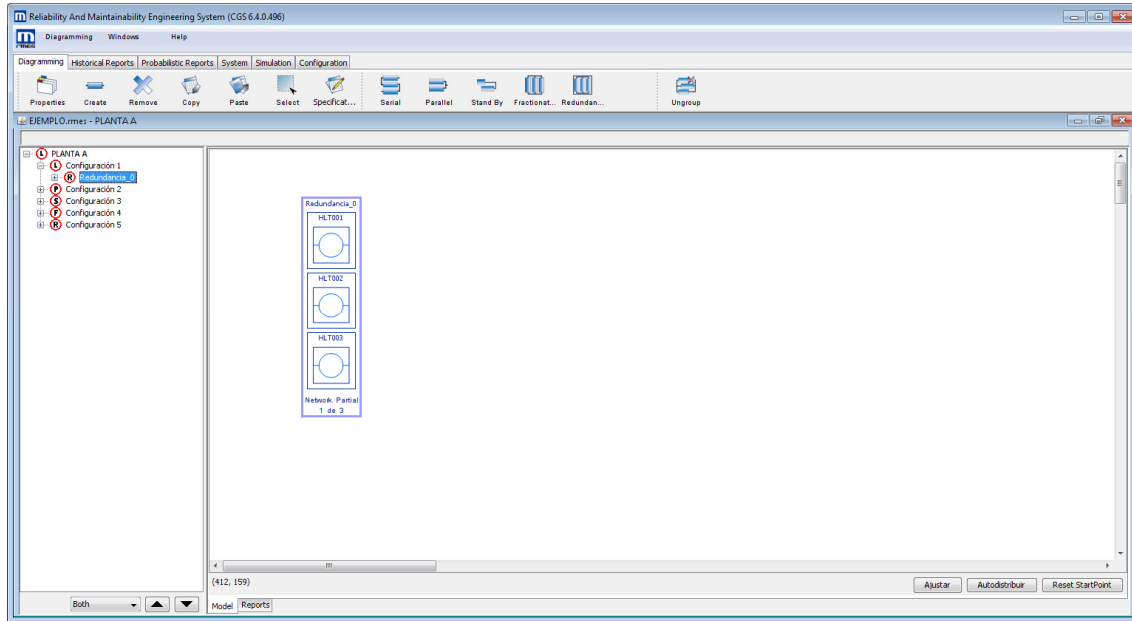 Reliability And Maintainability Engineering System (CGS 6.4.0.496)
Diagramming Windows Help
Diagramming Historical Reports Probabilistic Reports System Simulation Configuration
Properties Create Remove Copy Paste Select Specificat... Serial Parallel Stand By Fractionat... Redundan... Ungroup
EJEMPLO.rmes - PLANTA A
PLANTA A
Configuración 1
Redundancia_0
Configuración 2
Configuración 3
Configuración 4
Configuración 5
Redundancia_0
HLT001
HLT002
HLT003
Network. Partial
1 de 3
(412, 159)
Ajustar Autodistribuir Reset StartPoint
Both
Model Reports